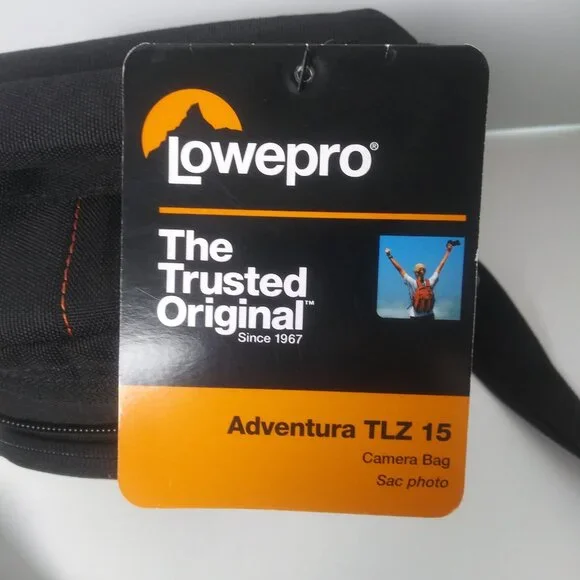 Lowepro®
The
Trusted
Original™
Since 1967
Adventura TLZ 15
Camera Bag
Sac photo